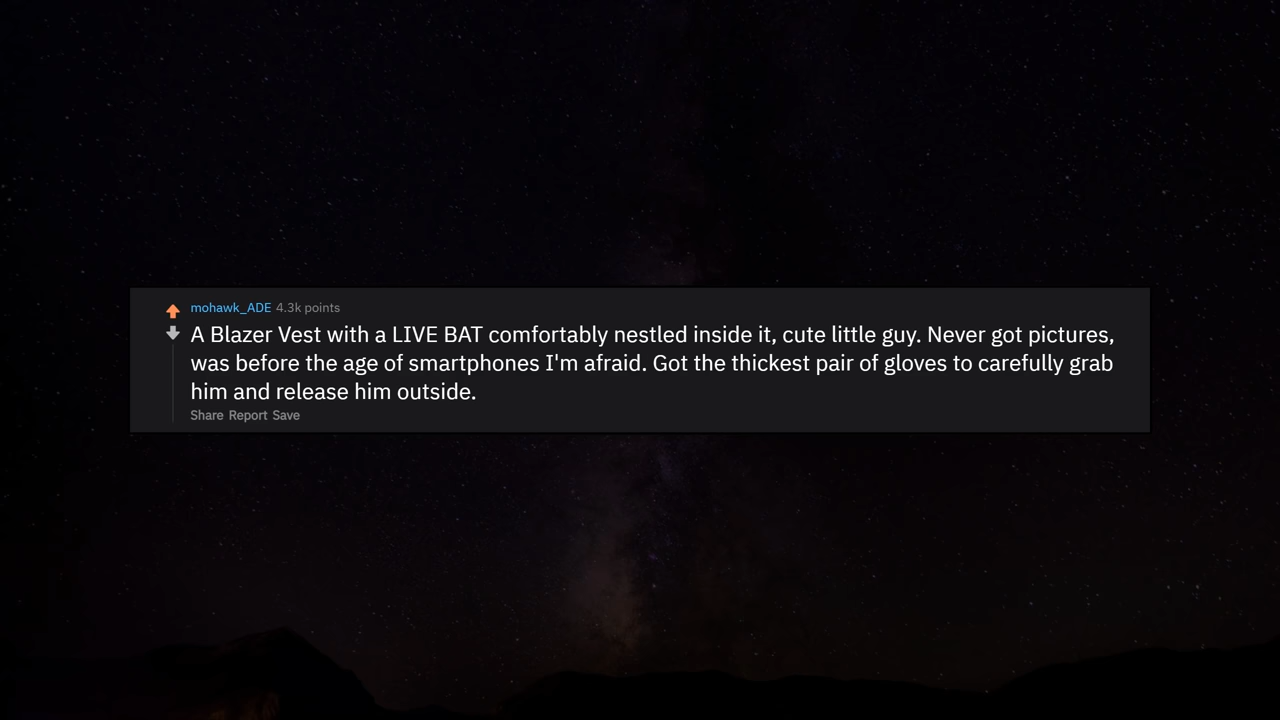 mohawk_ADE 4.3k points
A Blazer Vest with a LIVE BAT comfortably nestled inside it, cute little guy. Never got pictures,
was before the age of smartphones I'm afraid. Got the thickest pair of gloves to carefully grab
him and release him outside.
Share Report Save